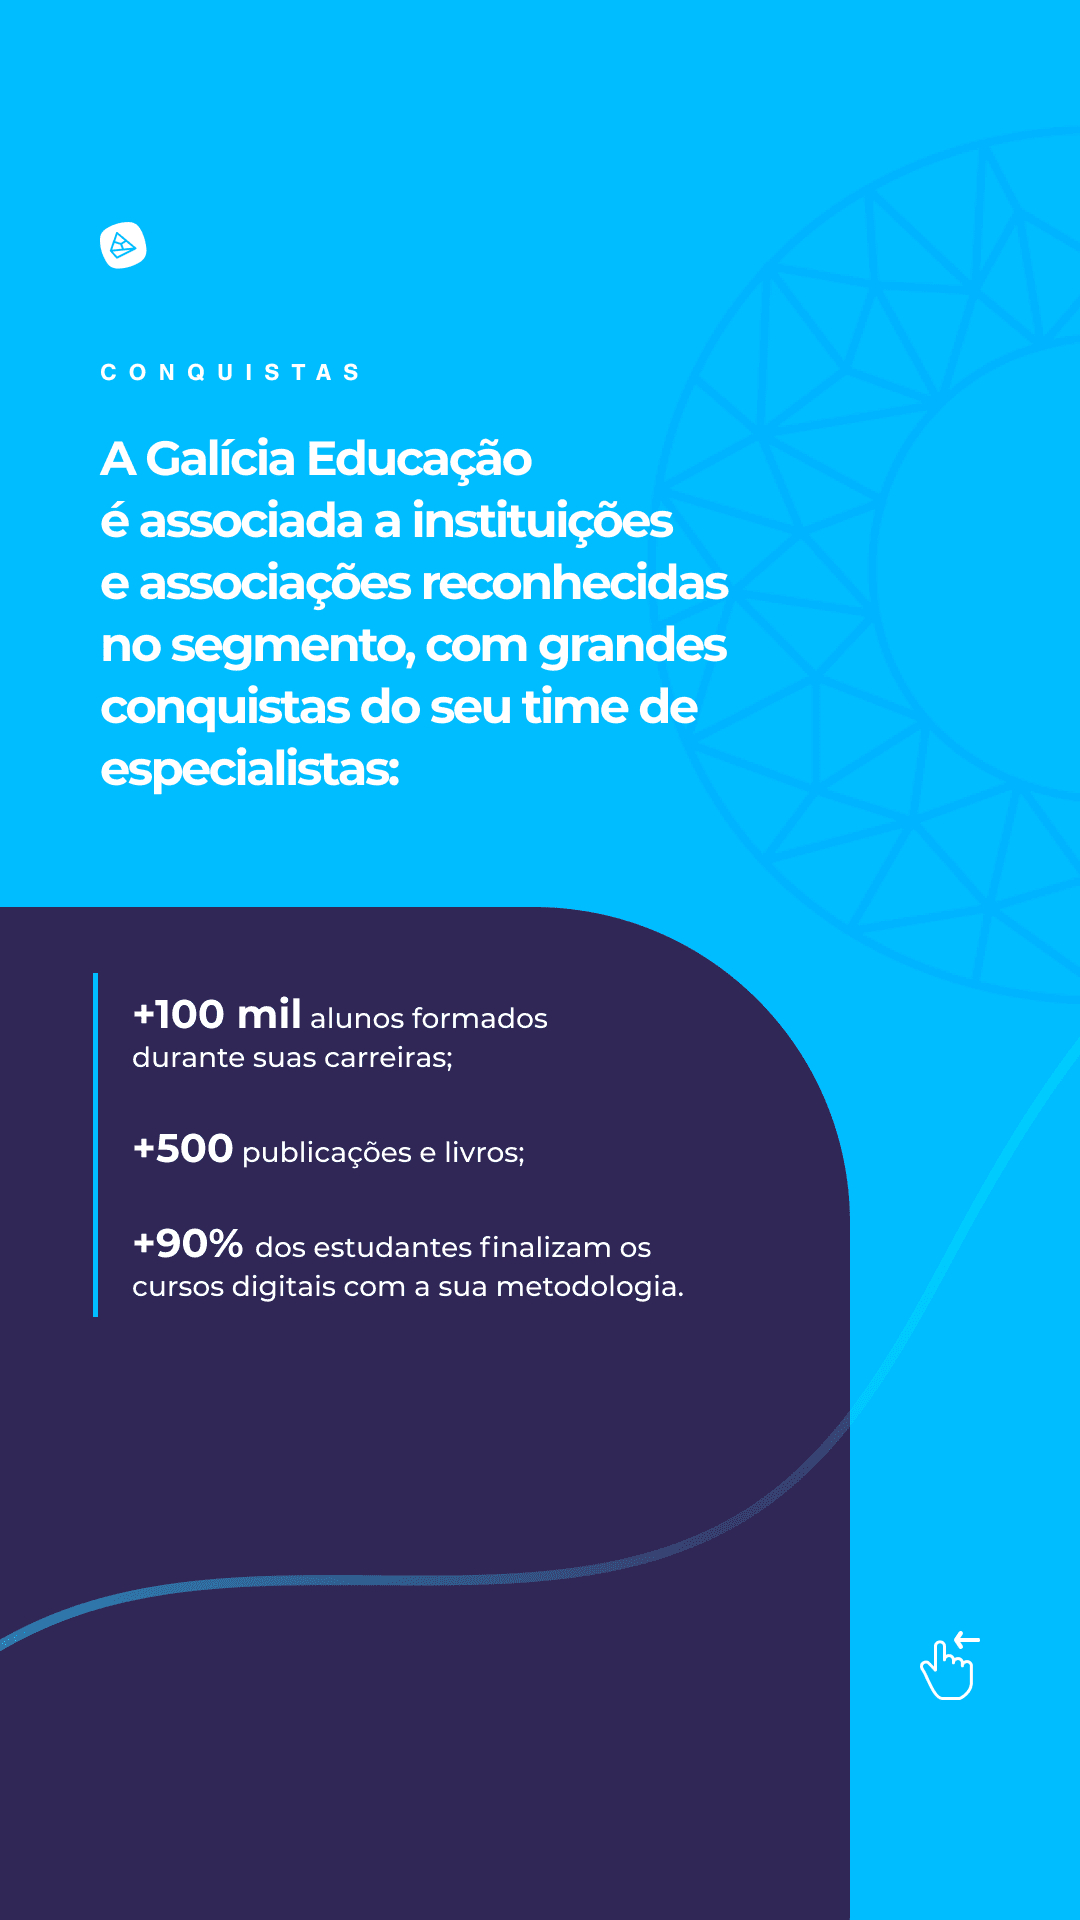 CONQUISTAS
A Galícia Educação
é associada a instituições
e associações reconhecidas
no segmento, com grandes
conquistas do seu time de
especialistas:
+100 mil alunos formados
durante suas carreiras;
+500 publicações e livros;
+90% dos estudantes finalizam os
cursos digitais com a sua metodologia.